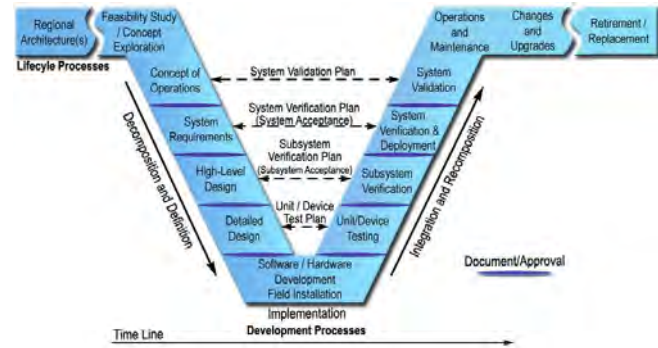 Regional
Architecture(s)
Feasibility Study
/ Concept
Exploration
Operations
and
Maintenance
Changes
and
Upgrades
Retirement /
Replacement
Lifecyle Processes
Concept of
Operations
System Validation Plan
System
Validation
System
Requirements
System Verification Plan
(System Acceptance)
System
Verification &
Deployment
High-Level
Design
Subsystem
Verification Plan
(Subsystem Acceptance)
Subsystem
Verification
Detailed
Design
Unit / Device
Test Plan
Unit/Device
Testing
Decomposition and Definition
Integration and Recomposition
Software / Hardware
Development
Field Installation
Document/Approval
Implementation
Development Processes
Time Line